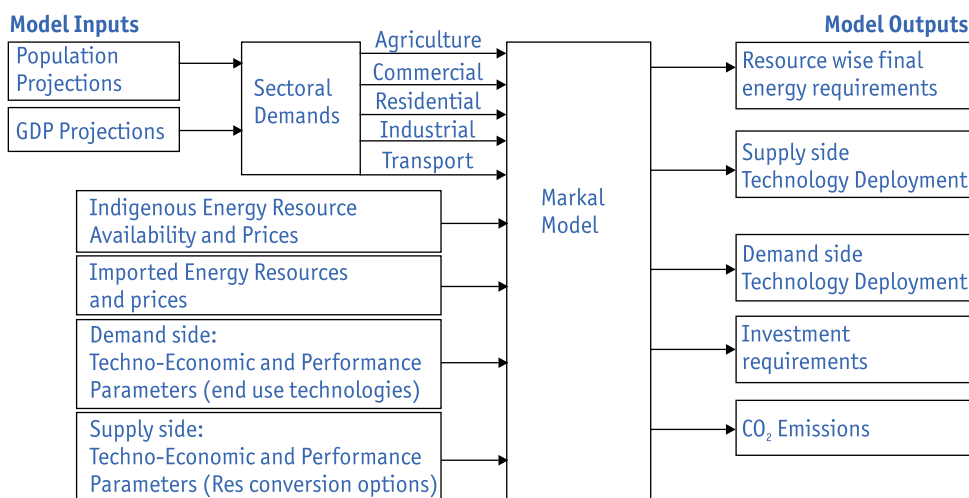 Model Inputs
Model Outputs
Population
Projections
GDP Projections
Sectoral
Demands
Agriculture
Commercial
Residential
Industrial
Transport
Indigenous Energy Resource
Availability and Prices
Imported Energy Resources
and prices
Demand side:
Techno-Economic and Performance
Parameters (end use technologies)
Supply side:
Techno-Economic and Performance
Parameters (Res conversion options)
Markal
Model
Resource wise final
energy requirements
Supply side
Technology Deployment
Demand side
Technology Deployment
Investment
requirements
CO₂ Emissions